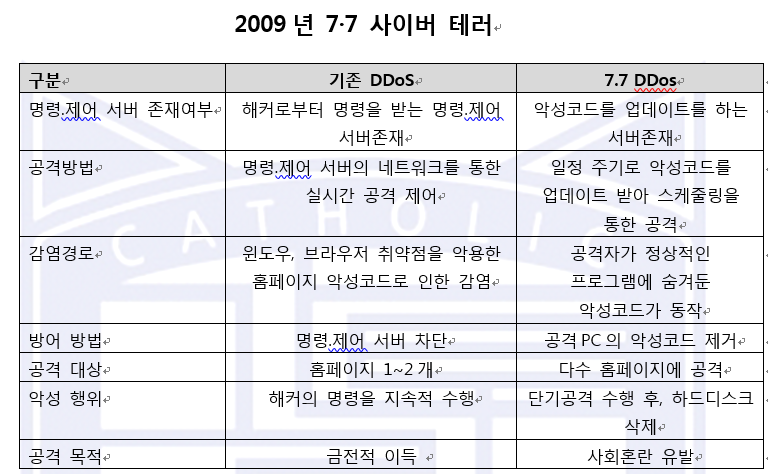 2009년 7·7 사이버 테러
구분 기존 DDoS 7.7 DDos
명령.제어 서버 존재여부 해커로부터 명령을 받는 명령.제어 악성코드를 업데이트를 하는
서버존재 서버존재
공격방법 명령.제어 서버의 네트워크를 통한 일정 주기로 악성코드를
실시간 공격 제어 업데이트 받아 스케줄링을
통한 공격
감염경로 윈도우, 브라우저 취약점을 악용한 공격자가 정상적인
홈페이지 악성코드로 인한 감염 프로그램에 숨겨둔
악성코드가 동작
방어 방법 명령.제어 서버 차단 공격PC의 악성코드 제거
공격 대상 홈페이지 1~2개 다수 홈페이지에 공격
악성 행위 해커의 명령을 지속적 수행 단기공격 수행 후, 하드디스크
삭제
공격 목적 금전적 이득 사회혼란 유발
CATHOLIC